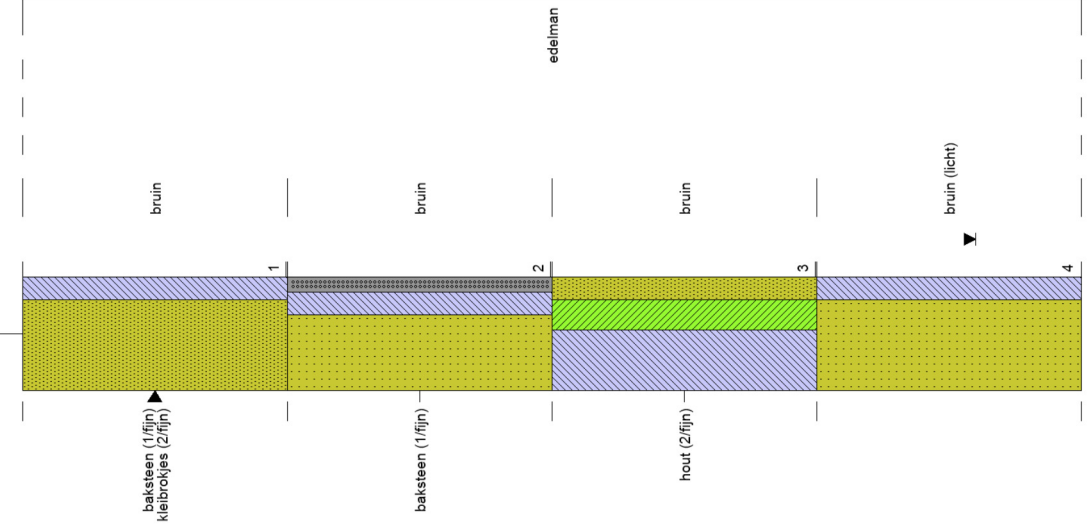 edelman
bruin
bruin
bruin
bruin (licht)
1
2
3
4
baksteen (1/fijn)
kleibrokjes (2/fijn)
baksteen (1/fijn)
hout (2/fijn)